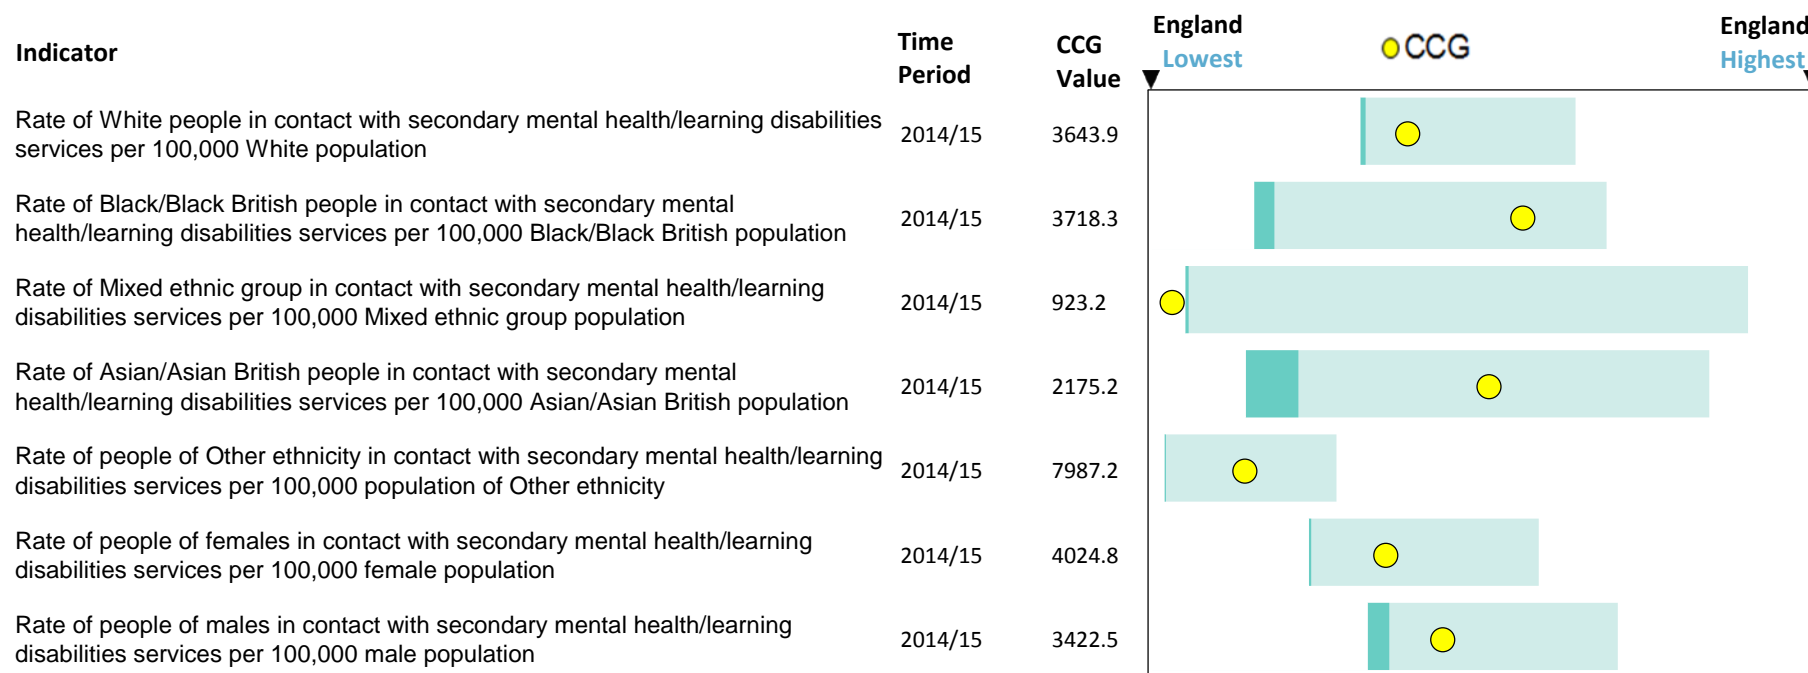 Indicator
Time
Period
CCG
Value
England
Lowest
CCG
England
Highest
Rate of White people in contact with secondary mental health/learning disabilities
services per 100,000 White population
2014/15
3643.9
Rate of Black/Black British people in contact with secondary mental
health/learning disabilities services per 100,000 Black/Black British population
2014/15
3718.3
Rate of Mixed ethnic group in contact with secondary mental health/learning
disabilities services per 100,000 Mixed ethnic group population
2014/15
923.2
Rate of Asian/Asian British people in contact with secondary mental
health/learning disabilities services per 100,000 Asian/Asian British population
2014/15
2175.2
Rate of people of Other ethnicity in contact with secondary mental health/learning
disabilities services per 100,000 population of Other ethnicity
2014/15
7987.2
Rate of people of females in contact with secondary mental health/learning
disabilities services per 100,000 female population
2014/15
4024.8
Rate of people of males in contact with secondary mental health/learning
disabilities services per 100,000 male population
2014/15
3422.5